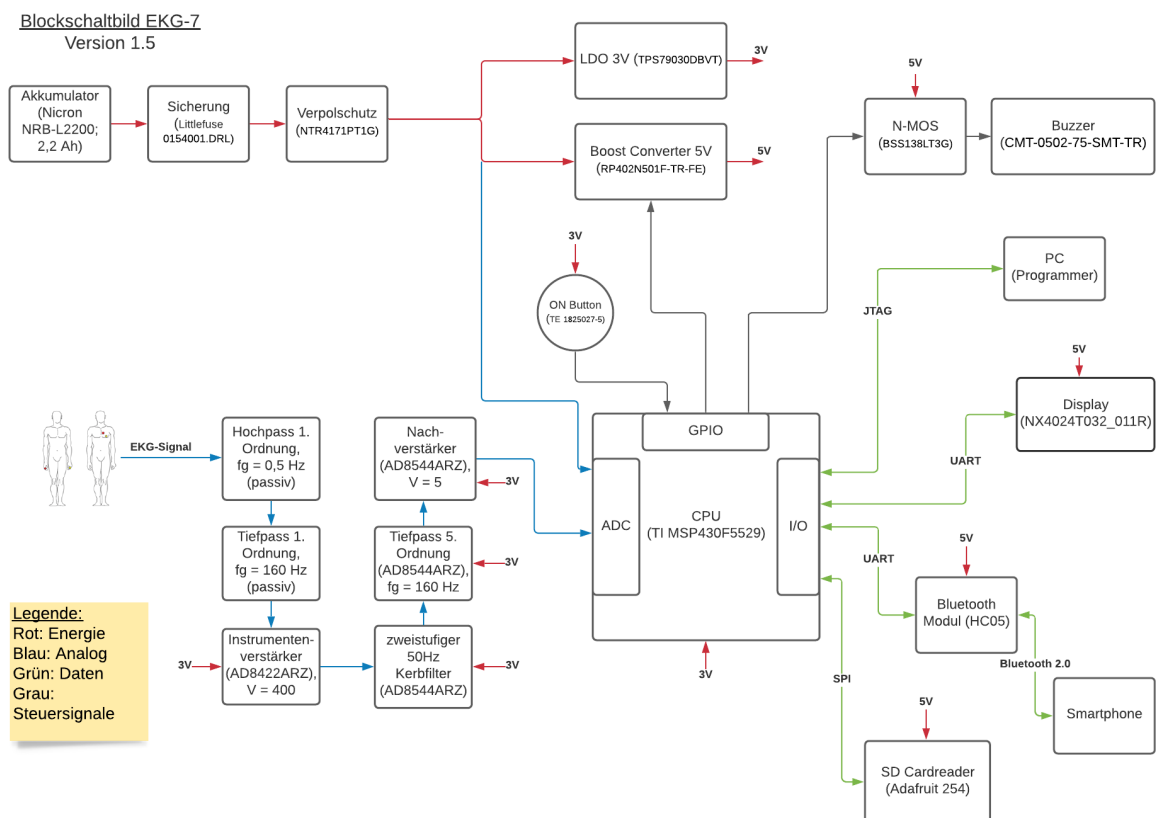 Blockschaltbild EKG-7
Version 1.5
Akkumulator
(Nicron
NRB-L2200;
2,2 Ah)
Sicherung
(Littlefuse
0154001.DRL)
Verpolschutz
(NTR4171PT1G)
LDO 3V (TPS79030DBVT)
3V
Boost Converter 5V
(RP402N501F-TR-FE)
5V
5V
N-MOS
(BSS138LT3G)
Buzzer
(CMT-0502-75-SMT-TR)
3V
ON Button
(TE 1825027-5)
PC
(Programmer)
JTAG
5V
Display
(NX4024T032_011R)
UART
GPIO
ADC
CPU
(TI MSP430F5529)
I/O
3V
EKG-Signal
Hochpass 1.
Ordnung,
fg = 0,5 Hz
(passiv)
Tiefpass 1.
Ordnung,
fg = 160 Hz
(passiv)
3V
Instrumenten-
verstärker
(AD8422ARZ),
V = 400
Nach-
verstärker
(AD8544ARZ),
V = 5
3V
Tiefpass 5.
Ordnung
(AD8544ARZ),
fg = 160 Hz
3V
zweistufiger
50Hz
Kerbfilter
(AD8544ARZ)
3V
UART
5V
Bluetooth
Modul (HC05)
Bluetooth 2.0
Smartphone
SPI
5V
SD Cardreader
(Adafruit 254)
Legende:
Rot: Energie
Blau: Analog
Grün: Daten
Grau:
Steuersignale